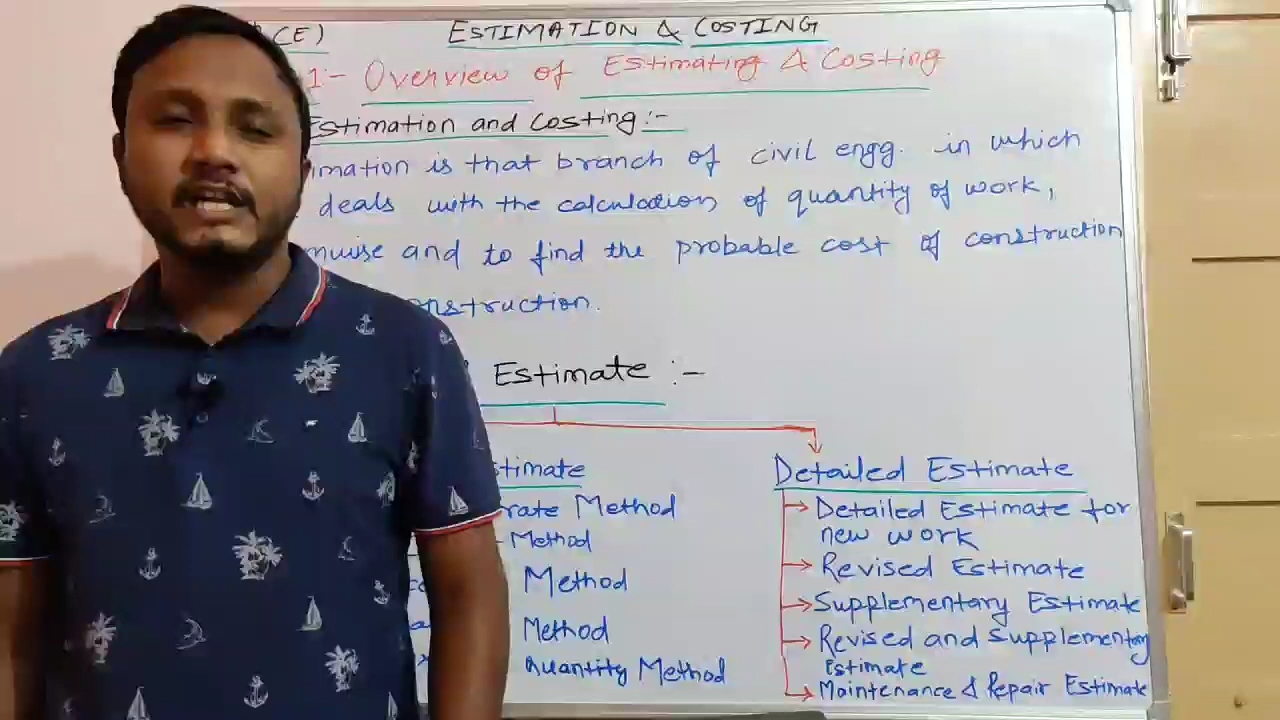 CE) ESTIMATION & COSTING
1:- Overview of Estimating & Costing
Estimation and Costing:-
imation is that branch of civil engg. in which
deals with the calculation of quantity of work,
mwise and to find the probable cost of construction
onstruction.
Estimate :-
stimate
Detailed Estimate
rate Method
Method
Method
Method
Quantity Method
Detailed Estimate for
new work
Revised Estimate
Supplementary Estimate
Revised and Supplementary
Estimate
Maintenance & Repair Estimate